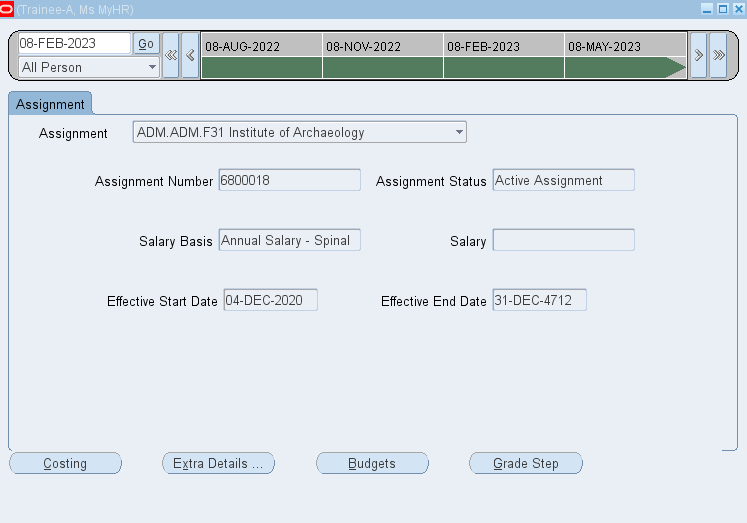 (Trainee-A, Ms MyHR)
08-FEB-2023 Go
08-AUG-2022 08-NOV-2022 08-FEB-2023 08-MAY-2023
All Person
Assignment
Assignment ADM.ADM.F31 Institute of Archaeology
Assignment Number 6800018 Assignment Status Active Assignment
Salary Basis Annual Salary - Spinal Salary
Effective Start Date 04-DEC-2020 Effective End Date 31-DEC-4712
Costing Extra Details ... Budgets Grade Step